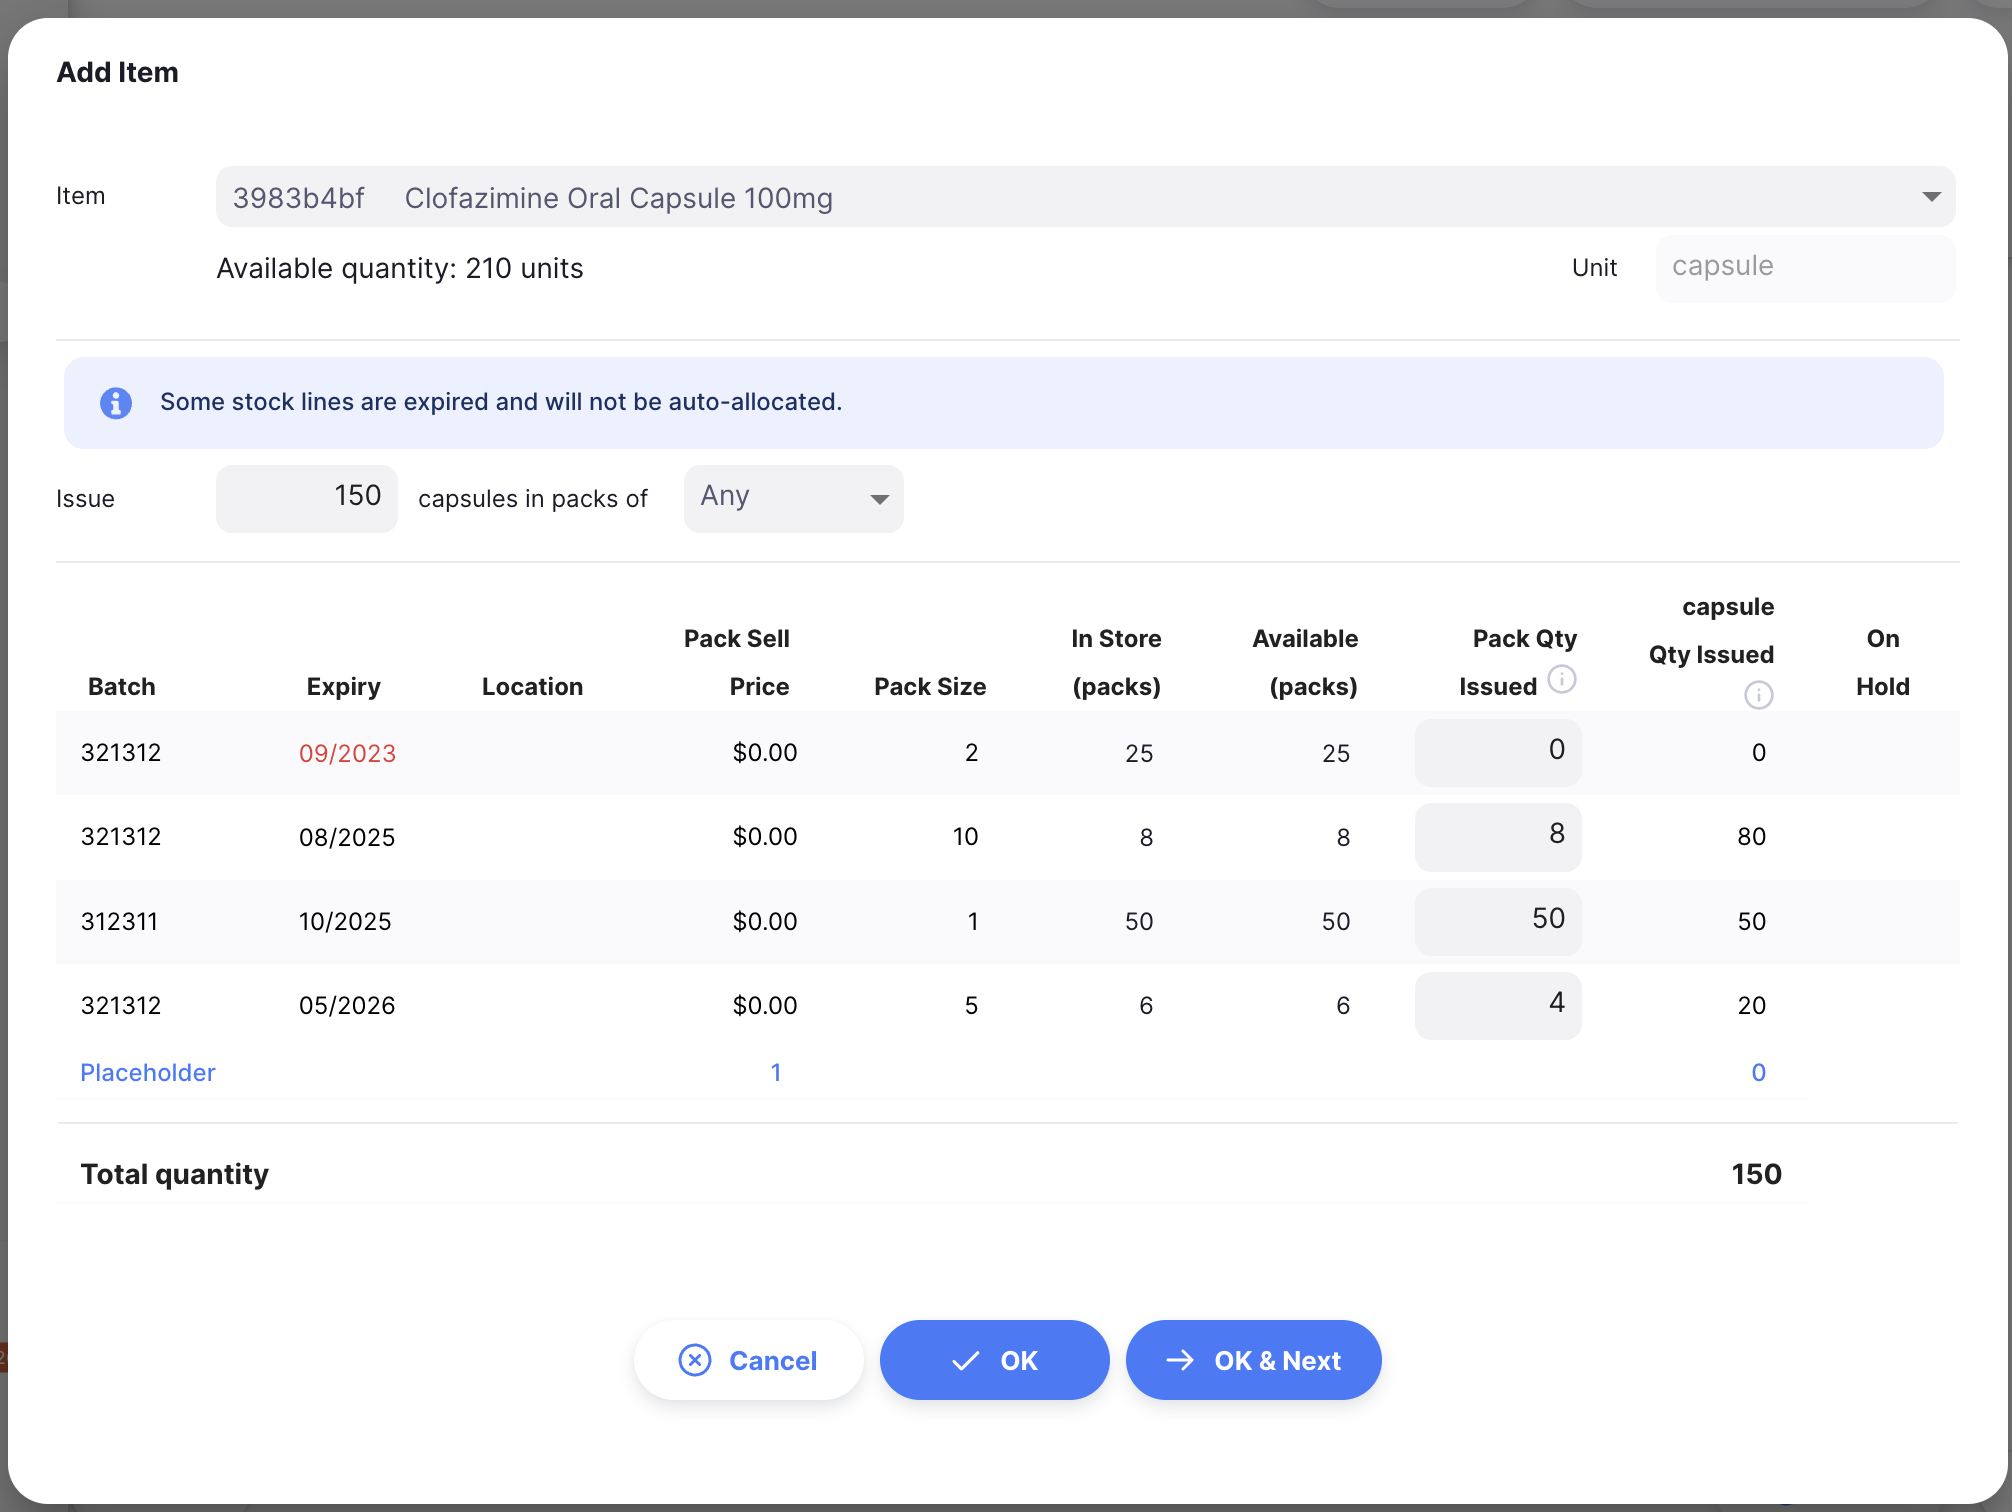 Add Item
Item
3983b4bf Clofazimine Oral Capsule 100mg
Available quantity: 210 units
Unit
capsule
Some stock lines are expired and will not be auto-allocated.
Issue 150 capsules in packs of Any
Batch Expiry Location Pack Sell Price Pack Size In Store (packs) Available (packs) Pack Qty Issued capsule Qty Issued On Hold
321312 09/2023 $0.00 2 25 25 0 0
321312 08/2025 $0.00 10 8 8 8 80
312311 10/2025 $0.00 1 50 50 50 50
321312 05/2026 $0.00 5 6 6 4 20
Placeholder 1 0
Total quantity 150
Cancel OK OK & Next